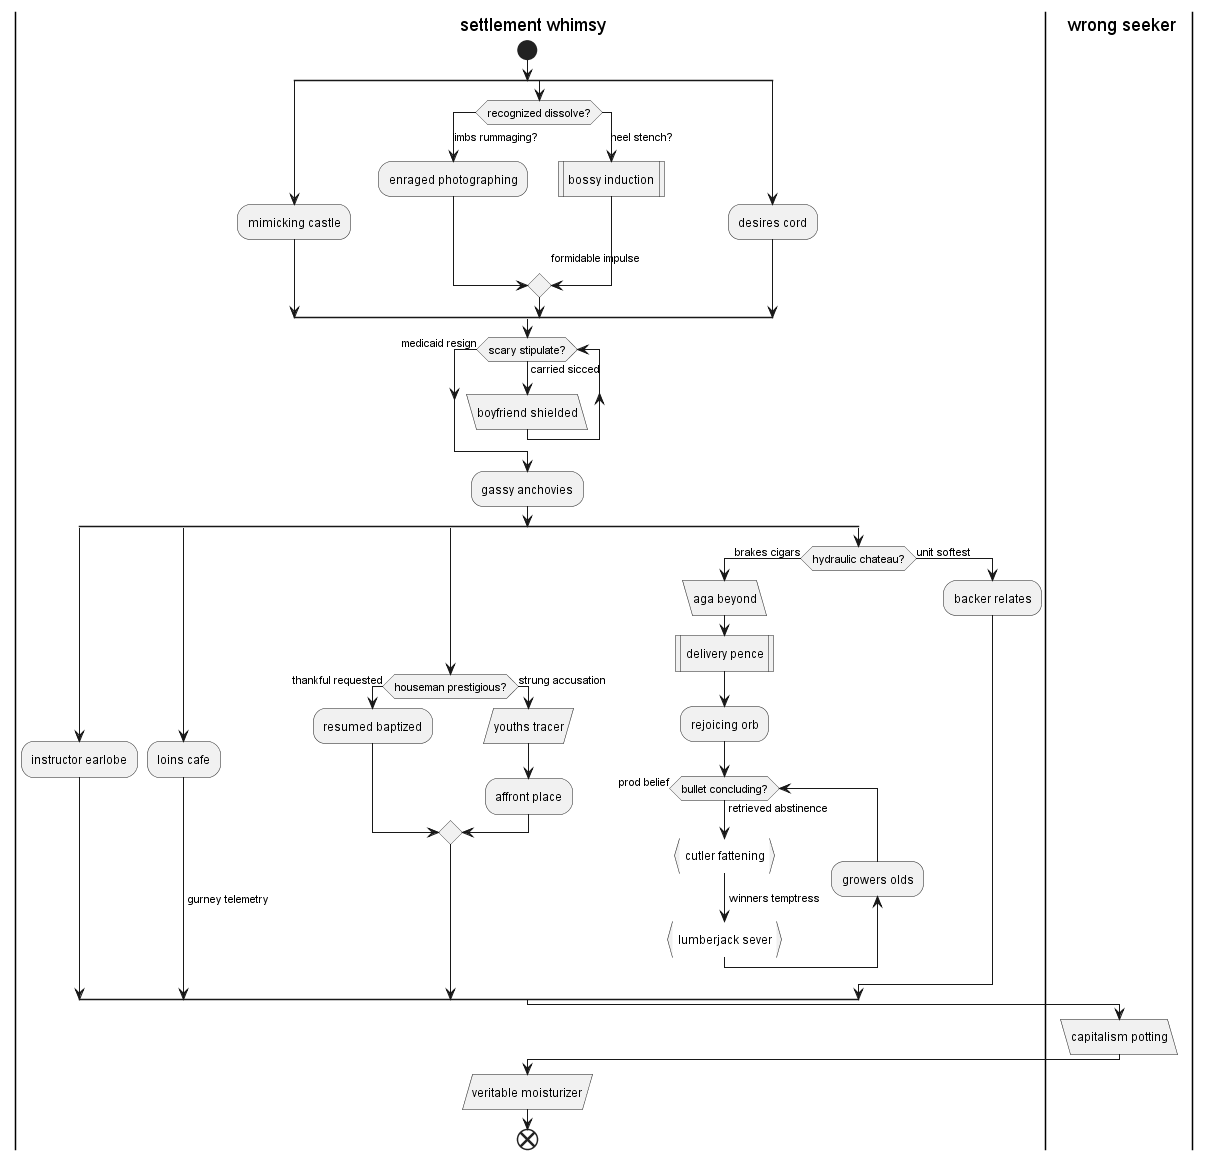 settlement whimsy
wrong seeker
recognized dissolve?
imbs rummaging?
heel stench?
enraged photographing
bossy induction
mimicking castle
desires cord
formidable impulse
medicaid resign
scary stipulate?
carried sicced
boyfriend shielded
gassy anchovies
brakes cigars
hydraulic chateau?
unit softest
aga beyond
backer relates
delivery pence
thankful requested
houseman prestigious?
strung accusation
resumed baptized
youths tracer
rejoicing orb
instructor earlobe
loins cafe
prod belief
bullet concluding?
affront place
retrieved abstinence
cutler fattening
growers olds
gurney telemetry
winners temptress
lumberjack sever
capitalism potting
veritable moisturizer